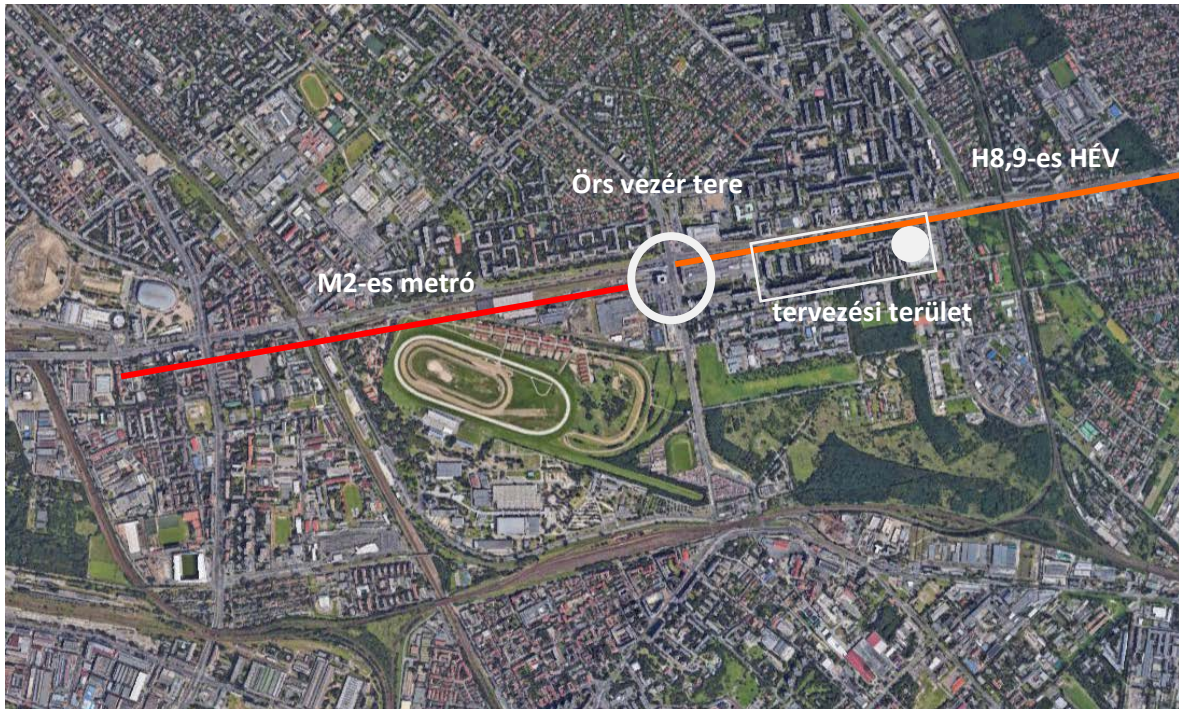 H8,9-es HÉV
Örs vezér tere
M2-es metró
tervezési terület